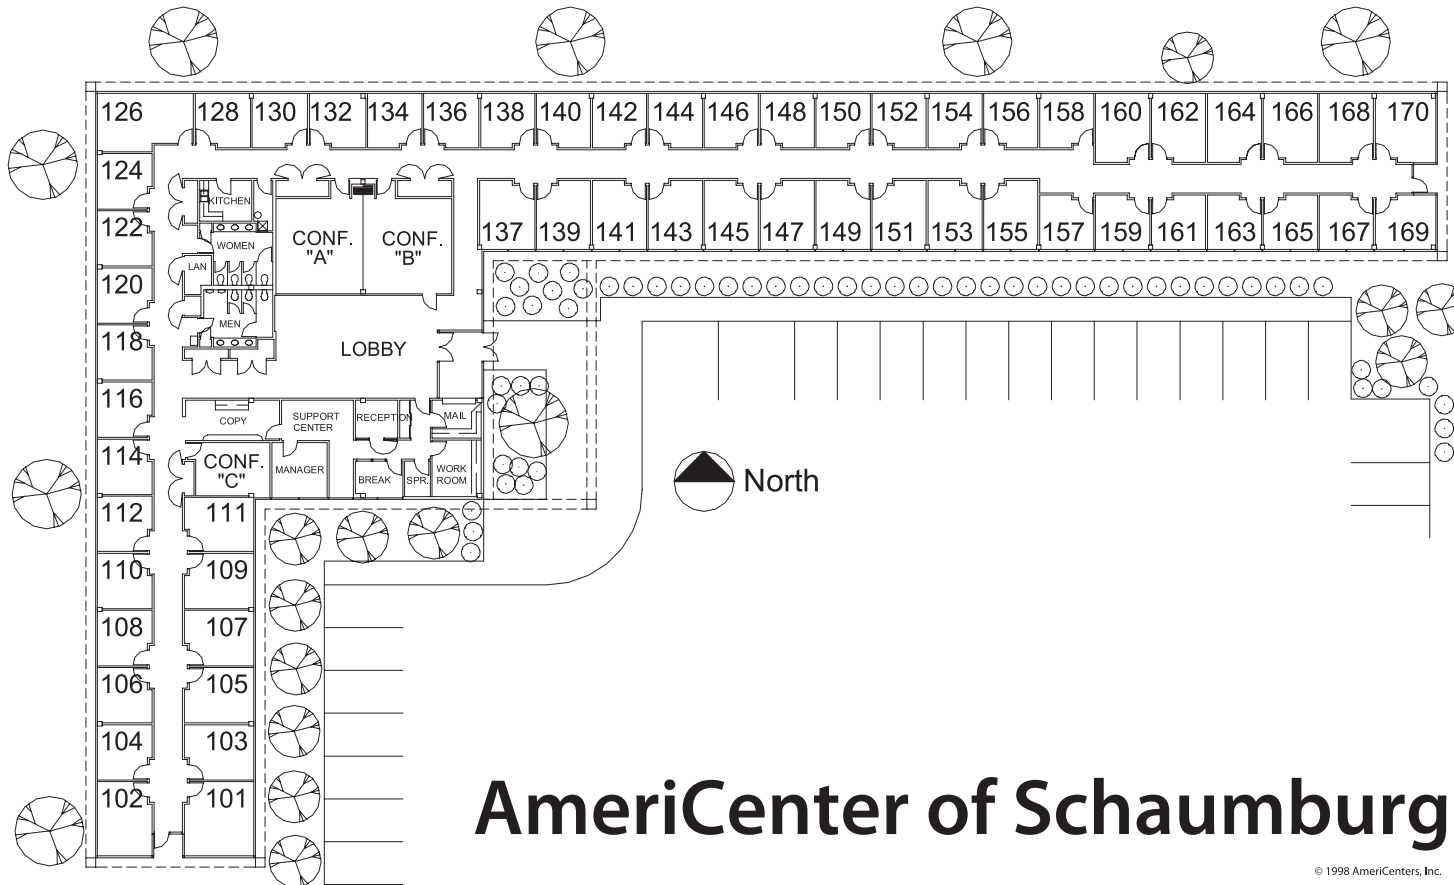 126 128 130 132 134 136 138 140 142 144 146 148 150 152 154 156 158 160 162 164 166 168 170
124
KITCHEN
122
WOMEN
CONF.
"A"
CONF.
"B"
137 139 141 143 145 147 149 151 153 155 157 159 161 163 165 167 169
LAN
120
MEN
118
LOBBY
116
COPY
SUPPORT
CENTER
RECEPTION
MAIL
114
CONF.
"C"
MANAGER
BREAK
SPR.
WORK
ROOM
North
112 111
110 109
108 107
106 105
104 103
102 101
AmeriCenter of Schaumburg
© 1998 AmeriCenters, Inc.